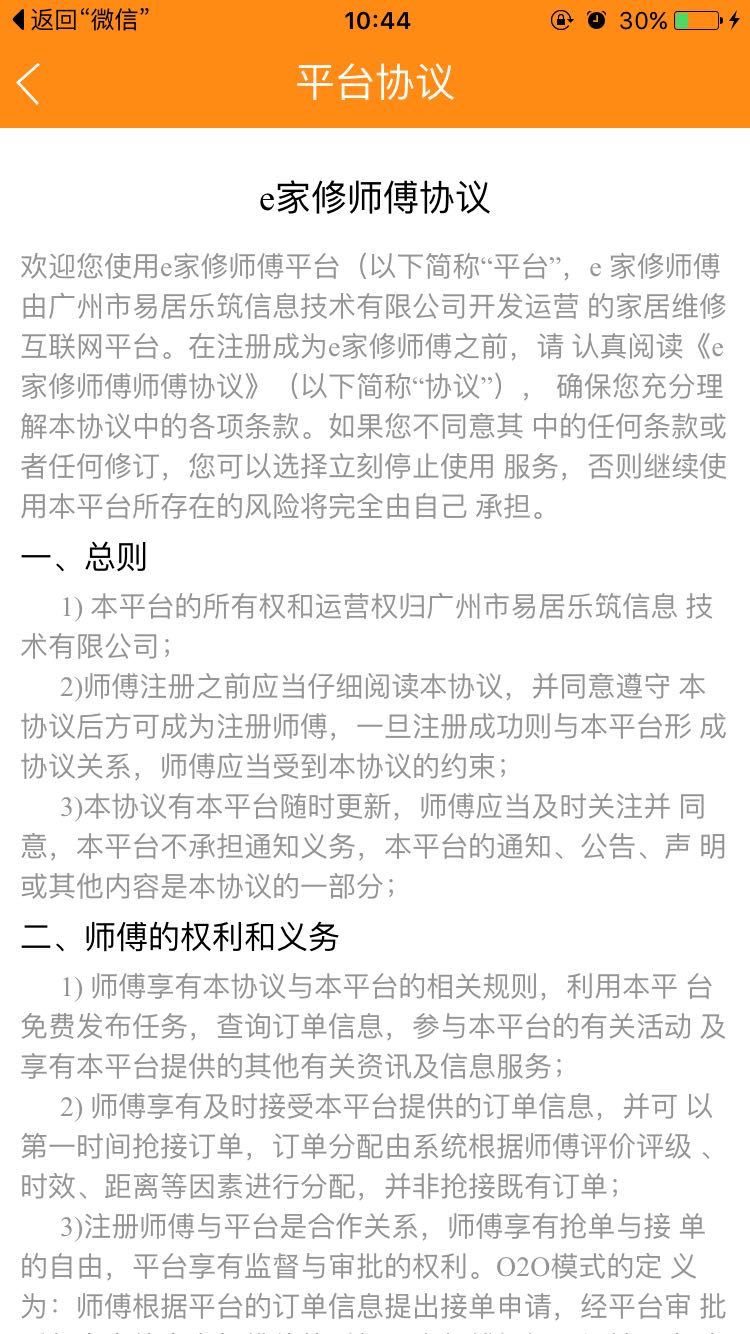 返回“微信”
10:44
30%
平台协议
e家修师傅协议
欢迎您使用e家修师傅平台（以下简称“平台”，e 家修师傅
由广州市易居乐筑信息技术有限公司开发运营 的家居维修
互联网平台。在注册成为e家修师傅之前，请 认真阅读《e
家修师傅师傅协议》（以下简称“协议”）， 确保您充分理
解本协议中的各项条款。如果您不同意其 中的任何条款或
者任何修订，您可以选择立刻停止使用 服务，否则继续使
用本平台所存在的风险将完全由自己 承担。
一、总则
1) 本平台的所有权和运营权归广州市易居乐筑信息 技
术有限公司；
2)师傅注册之前应当仔细阅读本协议，并同意遵守 本
协议后方可成为注册师傅，一旦注册成功则与本平台形 成
协议关系，师傅应当受到本协议的约束；
3)本协议有本平台随时更新，师傅应当及时关注并 同
意，本平台不承担通知义务，本平台的通知、公告、声 明
或其他内容是本协议的一部分；
二、师傅的权利和义务
1) 师傅享有本协议与本平台的相关规则，利用本平 台
免费发布任务，查询订单信息，参与本平台的有关活动 及
享有本平台提供的其他有关资讯及信息服务；
2) 师傅享有及时接受本平台提供的订单信息，并可 以
第一时间抢接订单，订单分配由系统根据师傅评价评级 、
时效、距离等因素进行分配，并非抢接既有订单；
3)注册师傅与平台是合作关系，师傅享有抢单与接 单
的自由，平台享有监督与审批的权利。O2O模式的定 义
为：师傅根据平台的订单信息提出接单申请，经平台审 批